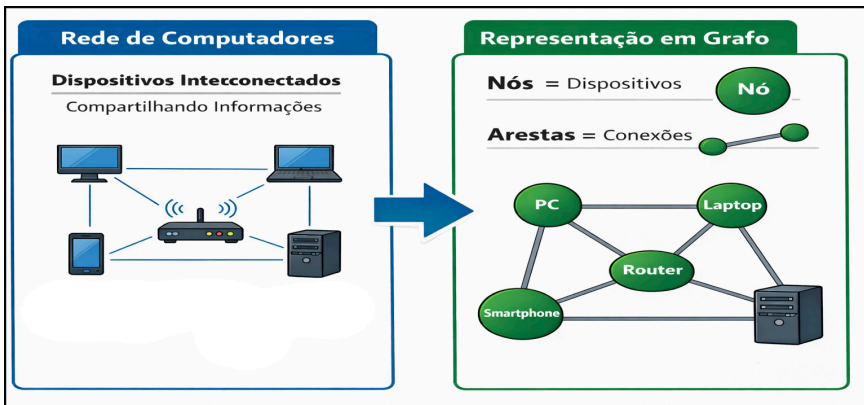 Rede de Computadores
Dispositivos Interconectados
Compartilhando Informações
Representação em Grafo
Nós = Dispositivos
Nó
Arestas = Conexões
PC
Laptop
Router
Smartphone